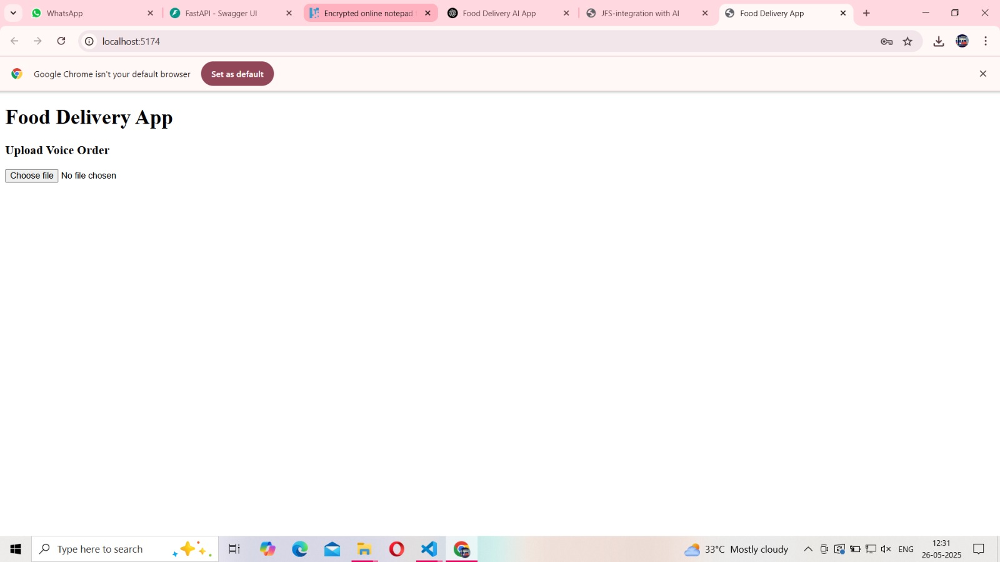 WhatsApp
FastAPI - Swagger UI
Encrypted online notepad
Food Delivery AI App
JFS-integration with AI
Food Delivery App
localhost:5174
Google Chrome isn't your default browser
Set as default
Food Delivery App
Upload Voice Order
Choose file No file chosen
Type here to search
33°C Mostly cloudy
ENG
12:31
26-05-2025